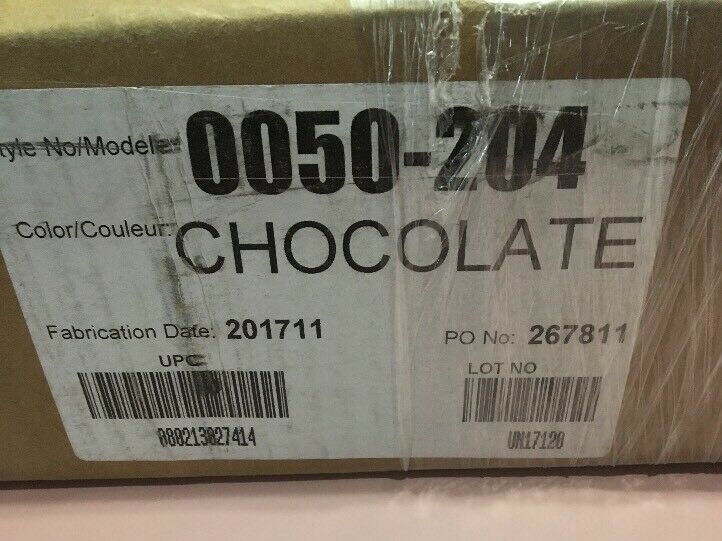 tyle No/Modele: 0050-204
Color/Couleur: CHOCOLATE
Fabrication Date: 201711 PO No: 267811
UPC LOT NO
UN17120